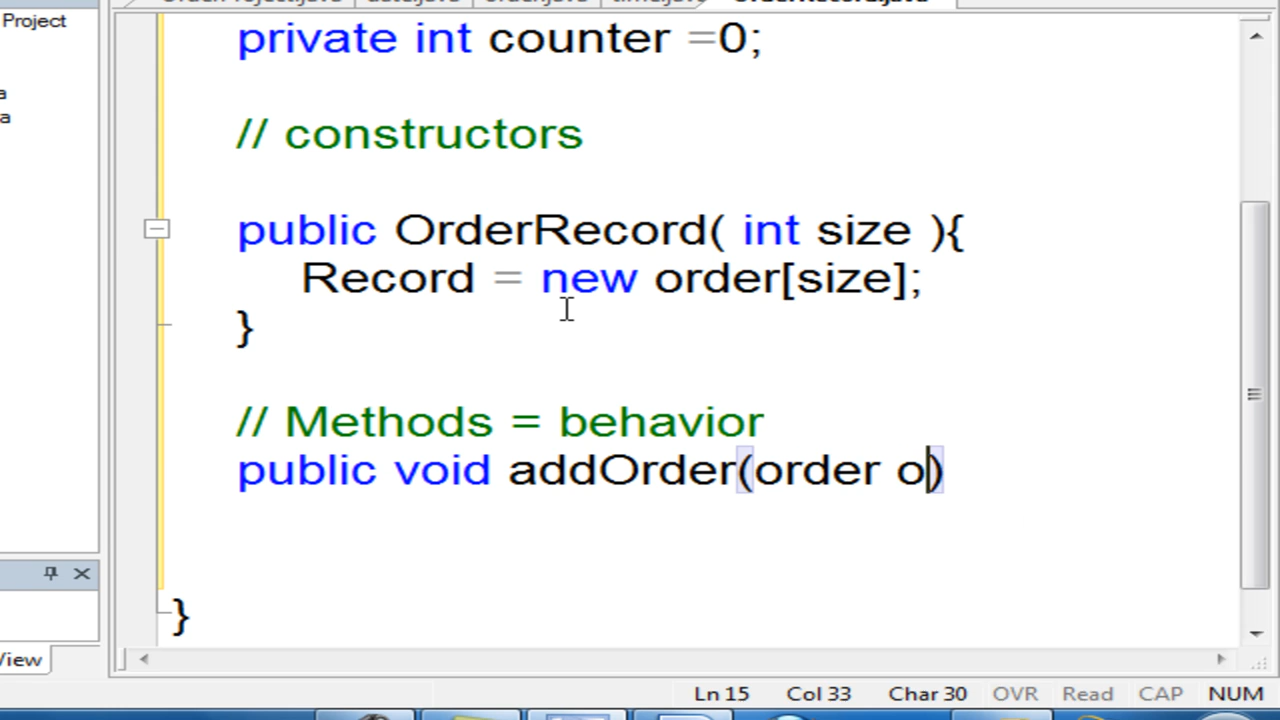 Project
a
a
private int counter =0;
// constructors
public OrderRecord( int size ){
Record = new order[size];
}
// Methods = behavior
public void addOrder(order o)
}
View
Ln 15 Col 33 Char 30 OVR Read CAP NUM